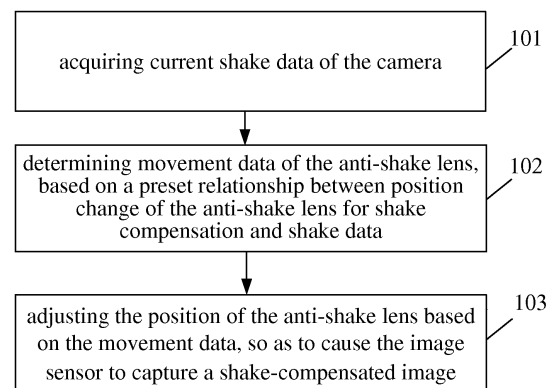 acquiring current shake data of the camera
101
determining movement data of the anti-shake lens,
based on a preset relationship between position
change of the anti-shake lens for shake
compensation and shake data
102
adjusting the position of the anti-shake lens based
on the movement data, so as to cause the image
sensor to capture a shake-compensated image
103